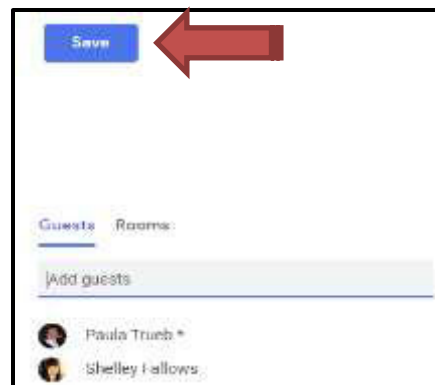 Save
Guests Rooms
Add guests
Paula Trueb *
Shelley Fallows